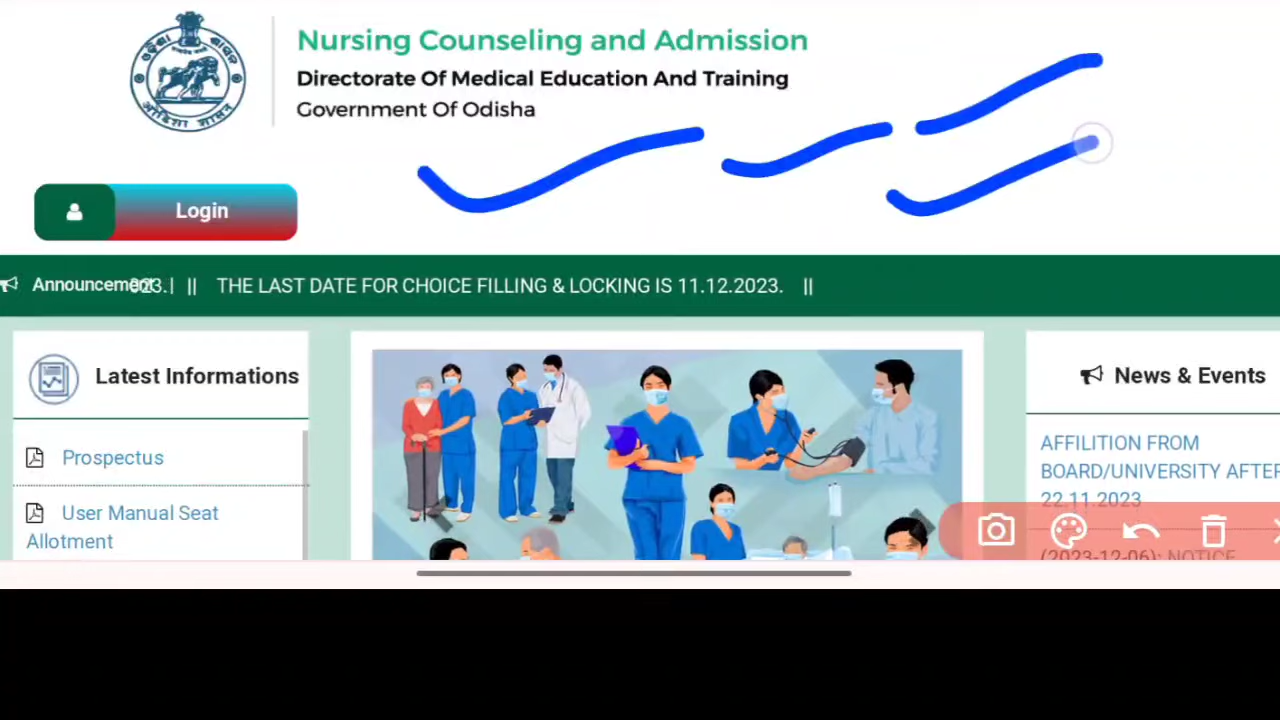 Nursing Counseling and Admission
Directorate Of Medical Education And Training
Government Of Odisha
Login
Announcement 023. | || THE LAST DATE FOR CHOICE FILLING & LOCKING IS 11.12.2023. ||
Latest Informations
Prospectus
User Manual Seat
Allotment
News & Events
AFFILITION FROM
BOARD/UNIVERSITY AFTER
22.11.2023
(2023-12-06): NOTICE